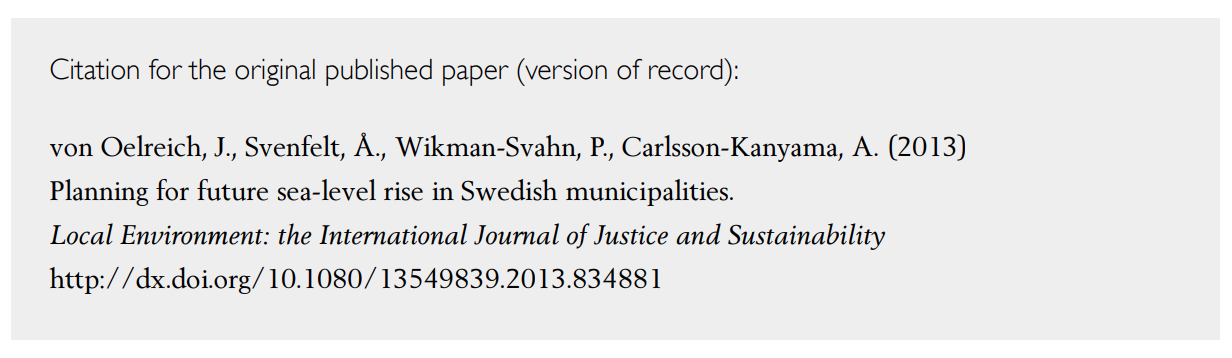 Citation for the original published paper (version of record):
von Oelreich, J., Svenfelt, Å., Wikman-Svahn, P., Carlsson-Kanyama, A. (2013)
Planning for future sea-level rise in Swedish municipalities.
Local Environment: the International Journal of Justice and Sustainability
http://dx.doi.org/10.1080/13549839.2013.834881